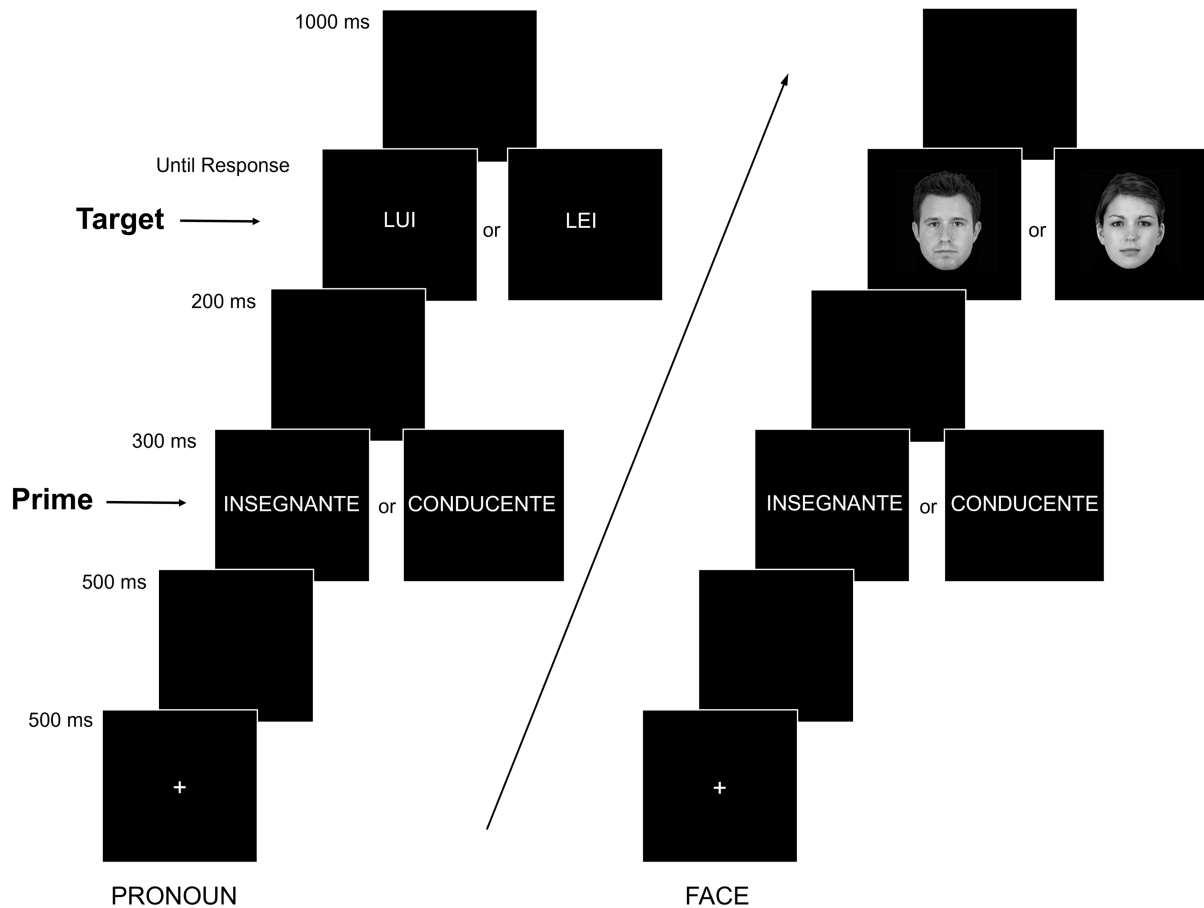 1000 ms
Until Response
Target
LUI
or
LEI
or
200 ms
300 ms
Prime
INSEGNANTE
or
CONDUCENTE
INSEGNANTE
or
CONDUCENTE
500 ms
500 ms
+
+
PRONOUN
FACE